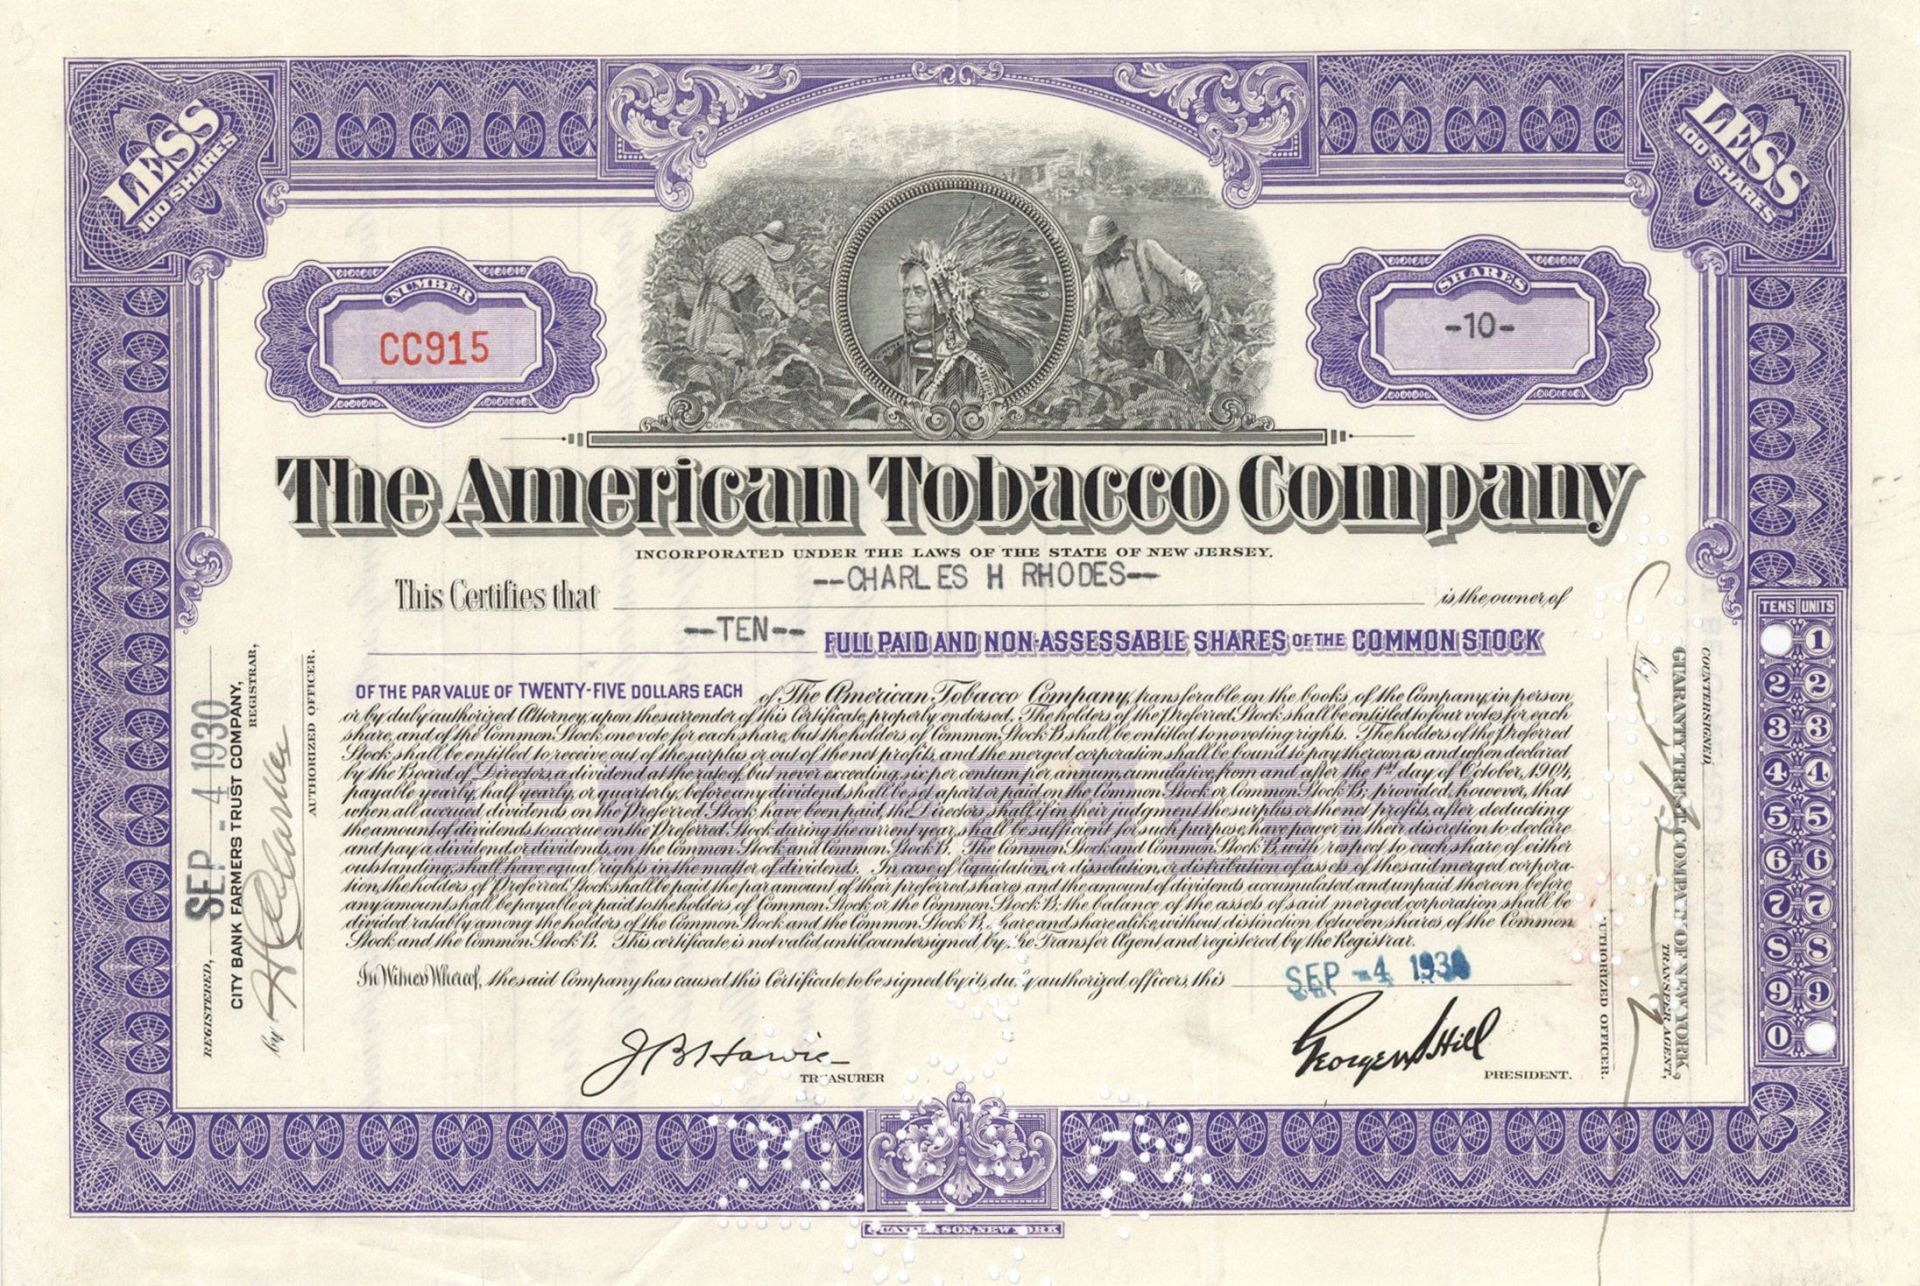 LESS
100 SHARES
LESS
100 SHARES
NUMBER
CC915
SHARES
-10-
The American Tobacco Company
INCORPORATED UNDER THE LAWS OF THE STATE OF NEW JERSEY.
This Certifies that --CHARLES H RHODES-- is the owner of
--TEN-- FULL PAID AND NON-ASSESSABLE SHARES OF THE COMMON STOCK
OF THE PAR VALUE OF TWENTY-FIVE DOLLARS EACH of The American Tobacco Company, transferable on the books of the Company in person
or by duly authorized Attorney, upon the surrender of this Certificate, properly endorsed. The holders of the Preferred Stock shall be entitled to four votes for each
share, and of the Common Stock, one vote for each share, but the holders of Common Stock B shall be entitled to no voting rights. The holders of the Preferred
Stock shall be entitled to receive out of the surplus or out of the net profits, and the merged corporation shall be bound to pay thereon as and when declared
by the Board of Directors, a dividend at the rate of, but never exceeding, six per centum per annum, cumulative, from and after the 1st day of October, 1904,
payable yearly, half yearly, or quarterly, before any dividend shall be set apart or paid on the Common Stock or Common Stock B; provided, however, that
when all accrued dividends on the Preferred Stock have been paid, the Directors shall, if in their judgment the surplus or the net profits, after deducting
the amount of dividends to accrue on the Preferred Stock during the current year, shall be sufficient for such purpose, have power in their discretion to declare
and pay a dividend, or dividends, on the Common Stock and Common Stock B. The Common Stock and Common Stock B, with respect to each share of either
outstanding, shall have equal rights in the matter of dividends. In case of liquidation, or dissolution, or distribution of assets of the said merged corpora-
tion, the holders of Preferred Stock shall be paid the par amount of their preferred shares and the amount of dividends accumulated and unpaid thereon before
any amount shall be payable or paid to the holders of Common Stock, or the Common Stock B; the balance of the assets of said merged corporation shall be
divided ratably among the holders of the Common Stock and the Common Stock B, share and share alike, without distinction between shares of the Common
Stock, and the Common Stock B. This certificate is not valid until countersigned by the Transfer Agent, and registered by the Registrar.
In Witness Whereof, the said Company has caused this Certificate to be signed by its duly authorized officers, this SEP -4 1930
J B Harvie
TREASURER
George W Hill
PRESIDENT.
REGISTERED, SEP - 4 1930
CITY BANK FARMERS TRUST COMPANY,
REGISTRAR,
by
AUTHORIZED OFFICER.
COUNTERSIGNED,
GUARANTY TRUST COMPANY OF NEW YORK,
TRANSFER AGENT,
by
AUTHORIZED OFFICER.
TENS UNITS
1
2 2
3 3
4 4
5 5
6 6
7 7
8 8
9 9
0